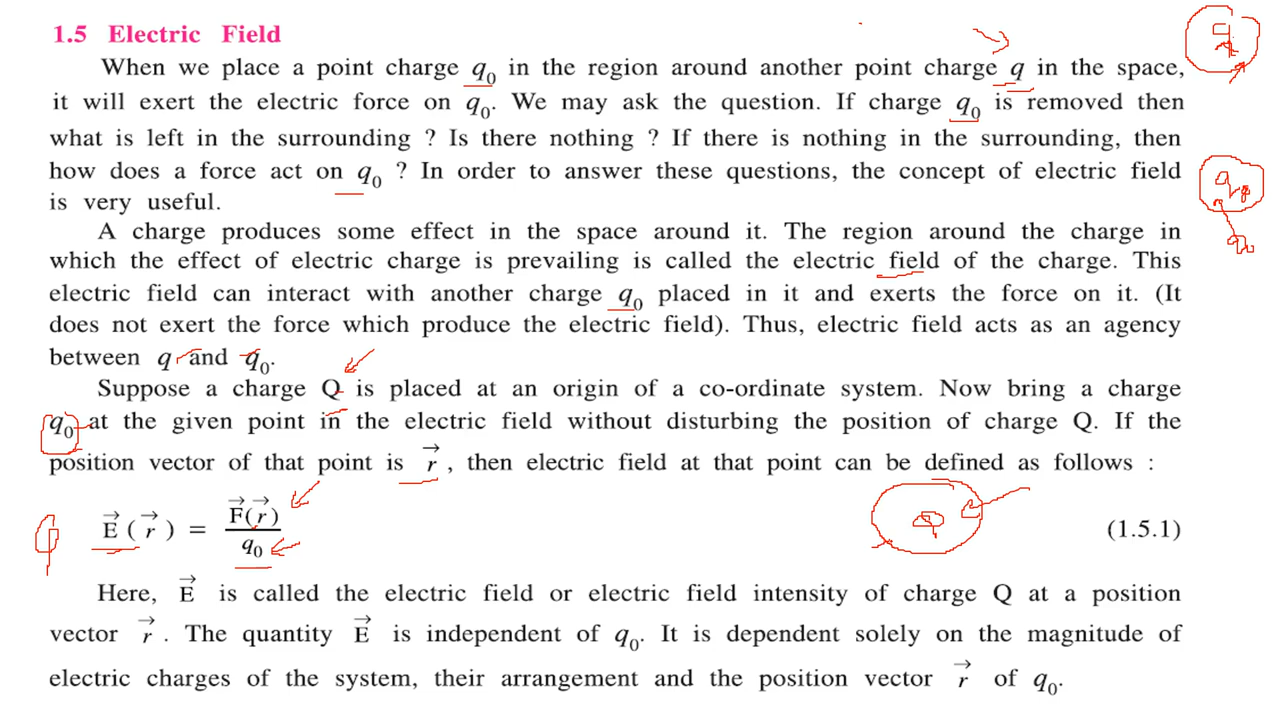 1.5 Electric Field
When we place a point charge q₀ in the region around another point charge q in the space,
it will exert the electric force on q₀. We may ask the question. If charge q₀ is removed then
what is left in the surrounding ? Is there nothing ? If there is nothing in the surrounding, then
how does a force act on q₀ ? In order to answer these questions, the concept of electric field
is very useful.
A charge produces some effect in the space around it. The region around the charge in
which the effect of electric charge is prevailing is called the electric field of the charge. This
electric field can interact with another charge q₀ placed in it and exerts the force on it. (It
does not exert the force which produce the electric field). Thus, electric field acts as an agency
between q and q₀.
Suppose a charge Q is placed at an origin of a co-ordinate system. Now bring a charge
q₀ at the given point in the electric field without disturbing the position of charge Q. If the
position vector of that point is r⃗ , then electric field at that point can be defined as follows :
E⃗ ( r⃗ ) = F⃗(r⃗) / q₀ (1.5.1)
Here, E⃗ is called the electric field or electric field intensity of charge Q at a position
vector r⃗ . The quantity E⃗ is independent of q₀. It is dependent solely on the magnitude of
electric charges of the system, their arrangement and the position vector r⃗ of q₀.